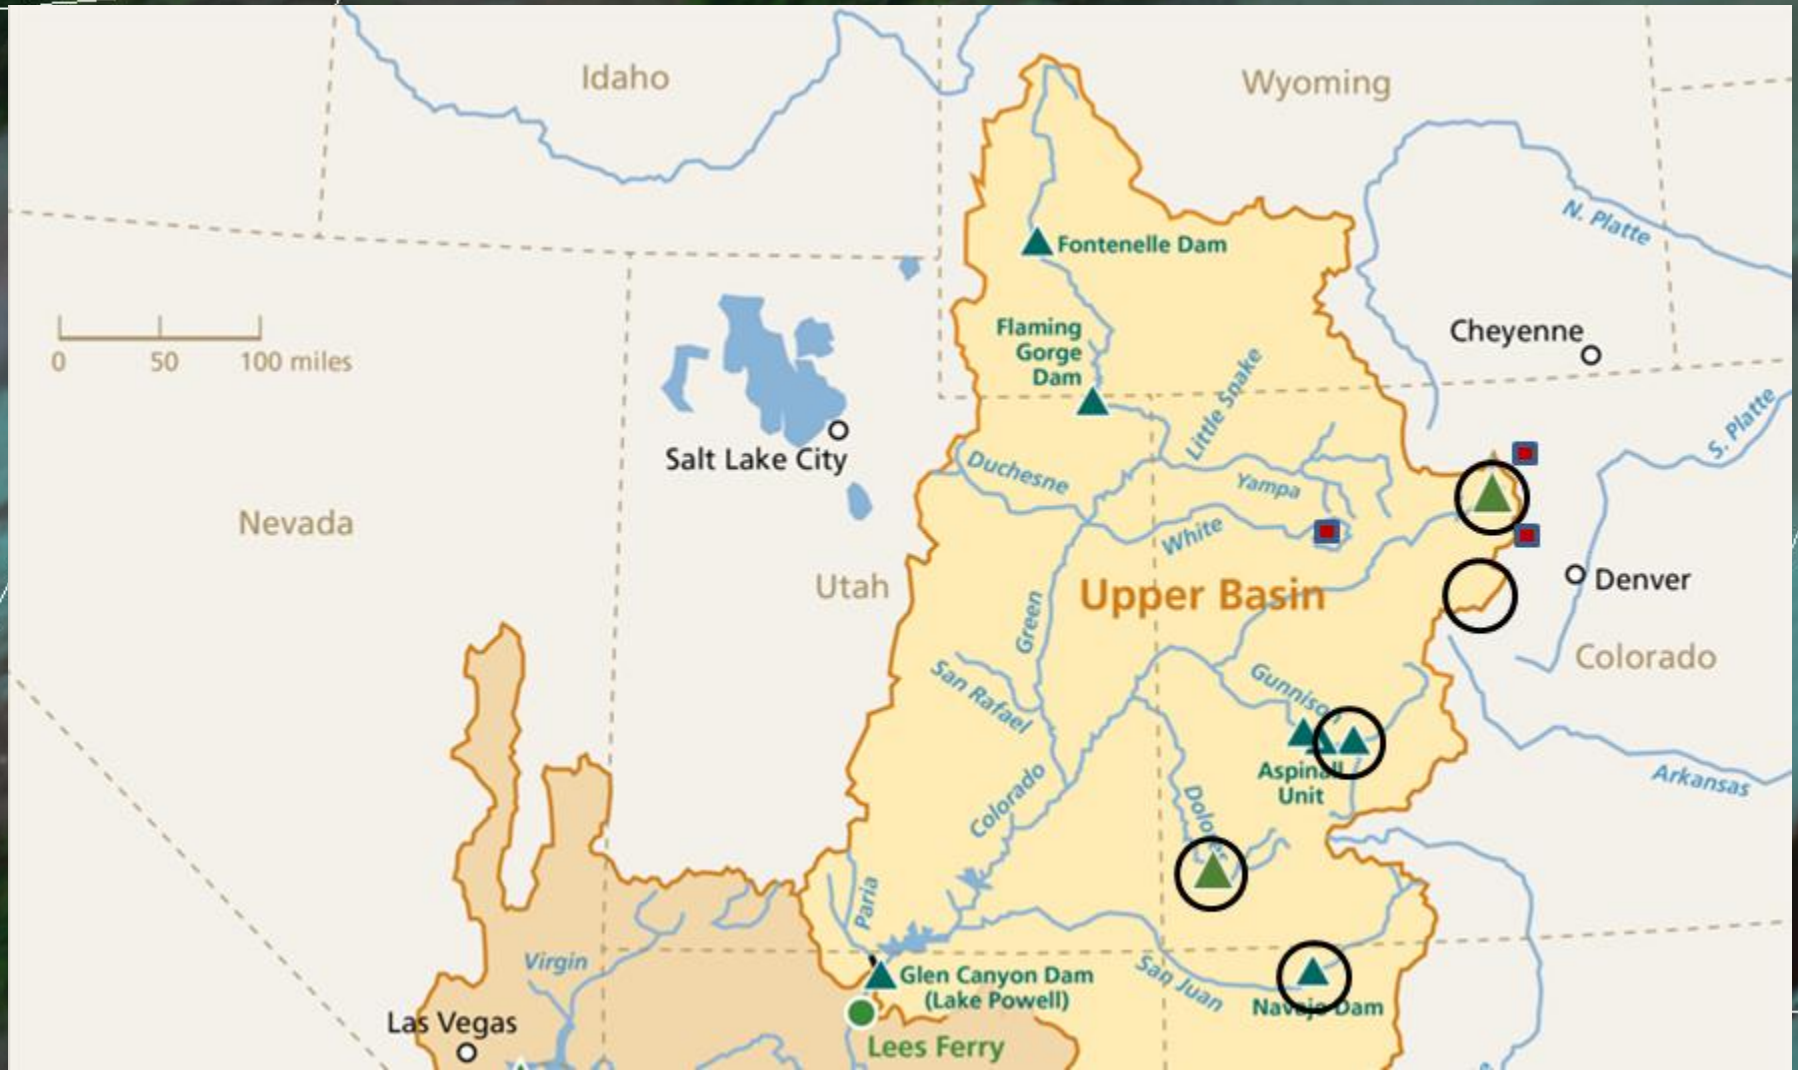 Idaho
Wyoming
N. Platte
Fontenelle Dam
Cheyenne
0 50 100 miles
Flaming
Gorge
Dam
Little Snake
S. Platte
Salt Lake City
Duchesne
Yampa
Nevada
White
Utah
Upper Basin
Denver
Green
Colorado
San Rafael
Gunnison
Aspinall
Unit
Arkansas
Colorado
Dolores
Paria
Virgin
Glen Canyon Dam
(Lake Powell)
San Juan
Navajo Dam
Las Vegas
Lees Ferry